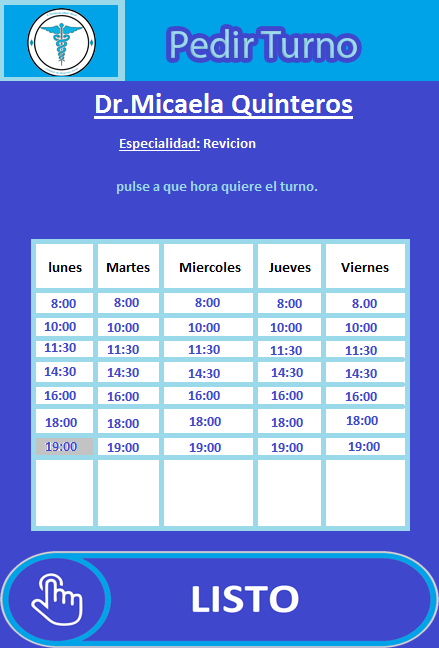 Pedir Turno
Dr.Micaela Quinteros
Especialidad: Revicion
pulse a que hora quiere el turno.
lunes Martes Miercoles Jueves Viernes
8:00 8:00 8:00 8:00 8.00
10:00 10:00 10:00 10:00 10:00
11:30 11:30 11:30 11:30 11:30
14:30 14:30 14:30 14:30 14:30
16:00 16:00 16:00 16:00 16:00
18:00 18:00 18:00 18:00 18:00
19:00 19:00 19:00 19:00 19:00
LISTO